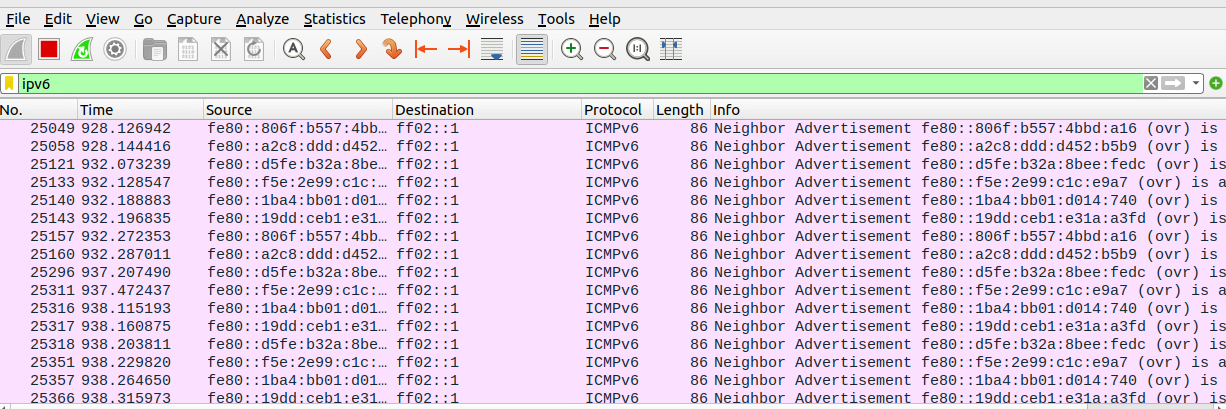 File Edit View Go Capture Analyze Statistics Telephony Wireless Tools Help
ipv6
No. Time Source Destination Protocol Length Info
25049 928.126942 fe80::806f:b557:4bb… ff02::1 ICMPv6 86 Neighbor Advertisement fe80::806f:b557:4bbd:a16 (ovr) is
25058 928.144416 fe80::a2c8:ddd:d452… ff02::1 ICMPv6 86 Neighbor Advertisement fe80::a2c8:ddd:d452:b5b9 (ovr) is
25121 932.073239 fe80::d5fe:b32a:8be… ff02::1 ICMPv6 86 Neighbor Advertisement fe80::d5fe:b32a:8bee:fedc (ovr) is
25133 932.128547 fe80::f5e:2e99:c1c:… ff02::1 ICMPv6 86 Neighbor Advertisement fe80::f5e:2e99:c1c:e9a7 (ovr) is a
25140 932.188883 fe80::1ba4:bb01:d01… ff02::1 ICMPv6 86 Neighbor Advertisement fe80::1ba4:bb01:d014:740 (ovr) is
25143 932.196835 fe80::19dd:ceb1:e31… ff02::1 ICMPv6 86 Neighbor Advertisement fe80::19dd:ceb1:e31a:a3fd (ovr) is
25157 932.272353 fe80::806f:b557:4bb… ff02::1 ICMPv6 86 Neighbor Advertisement fe80::806f:b557:4bbd:a16 (ovr) is
25160 932.287011 fe80::a2c8:ddd:d452… ff02::1 ICMPv6 86 Neighbor Advertisement fe80::a2c8:ddd:d452:b5b9 (ovr) is
25296 937.207490 fe80::d5fe:b32a:8be… ff02::1 ICMPv6 86 Neighbor Advertisement fe80::d5fe:b32a:8bee:fedc (ovr) is
25311 937.472437 fe80::f5e:2e99:c1c:… ff02::1 ICMPv6 86 Neighbor Advertisement fe80::f5e:2e99:c1c:e9a7 (ovr) is a
25316 938.115193 fe80::1ba4:bb01:d01… ff02::1 ICMPv6 86 Neighbor Advertisement fe80::1ba4:bb01:d014:740 (ovr) is
25317 938.160875 fe80::19dd:ceb1:e31… ff02::1 ICMPv6 86 Neighbor Advertisement fe80::19dd:ceb1:e31a:a3fd (ovr) is
25318 938.203811 fe80::d5fe:b32a:8be… ff02::1 ICMPv6 86 Neighbor Advertisement fe80::d5fe:b32a:8bee:fedc (ovr) is
25351 938.229820 fe80::f5e:2e99:c1c:… ff02::1 ICMPv6 86 Neighbor Advertisement fe80::f5e:2e99:c1c:e9a7 (ovr) is a
25357 938.264650 fe80::1ba4:bb01:d01… ff02::1 ICMPv6 86 Neighbor Advertisement fe80::1ba4:bb01:d014:740 (ovr) is
25366 938.315973 fe80::19dd:ceb1:e31… ff02::1 ICMPv6 86 Neighbor Advertisement fe80::19dd:ceb1:e31a:a3fd (ovr) is